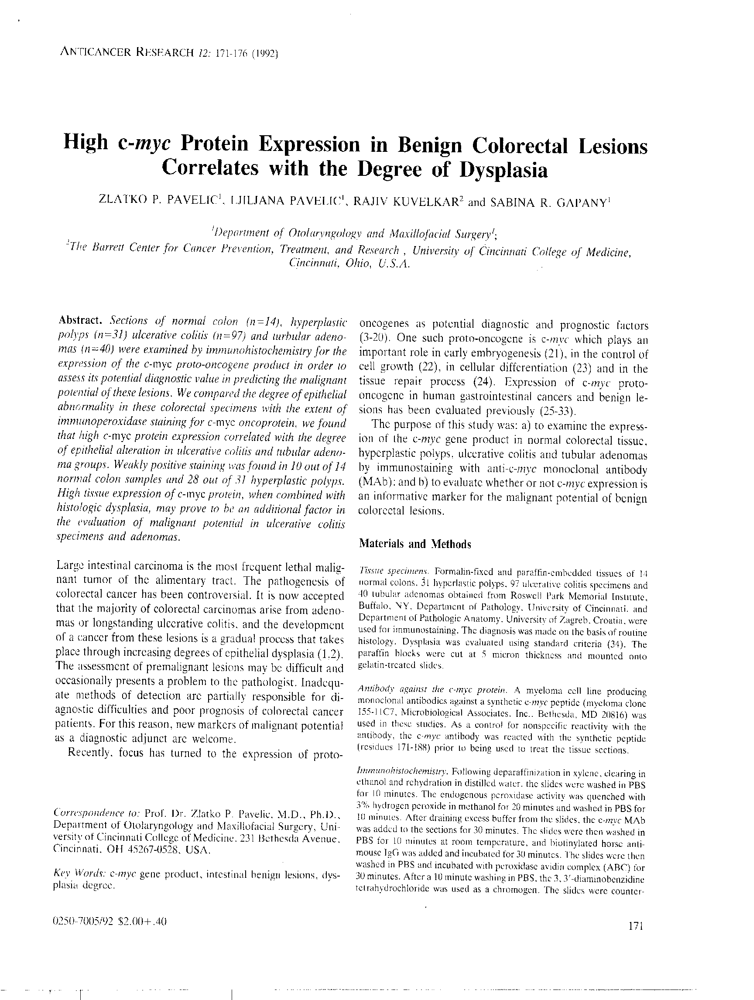 ANTICANCER RESEARCH 12: 171-176 (1992)
High c-myc Protein Expression in Benign Colorectal Lesions
Correlates with the Degree of Dysplasia
ZLATKO P. PAVELIC¹, LJILJANA PAVELIC¹, RAJIV KUVELKAR² and SABINA R. GAPANY¹
¹Department of Otolaryngology and Maxillofacial Surgery¹;
²The Barrett Center for Cancer Prevention, Treatment, and Research , University of Cincinnati College of Medicine,
Cincinnati, Ohio, U.S.A.
Abstract. Sections of normal colon (n=14), hyperplastic
polyps (n=31) ulcerative colitis (n=97) and turbular adeno-
mas (n=40) were examined by immunohistochemistry for the
expression of the c-myc proto-oncogene product in order to
assess its potential diagnostic value in predicting the malignant
potential of these lesions. We compared the degree of epithelial
abnormality in these colorectal specimens with the extent of
immunoperoxidase staining for c-myc oncoprotein, we found
that high c-myc protein expression correlated with the degree
of epithelial alteration in ulcerative colitis and tubular adeno-
ma groups. Weakly positive staining was found in 10 out of 14
normal colon samples and 28 out of 31 hyperplastic polyps.
High tissue expression of c-myc protein, when combined with
histologic dysplasia, may prove to be an additional factor in
the evaluation of malignant potential in ulcerative colitis
specimens and adenomas.
Large intestinal carcinoma is the most frequent lethal malig-
nant tumor of the alimentary tract. The pathogenesis of
colorectal cancer has been controversial. It is now accepted
that the majority of colorectal carcinomas arise from adeno-
mas or longstanding ulcerative colitis, and the development
of a cancer from these lesions is a gradual process that takes
place through increasing degrees of epithelial dysplasia (1,2).
The assessment of premalignant lesions may be difficult and
occasionally presents a problem to the pathologist. Inadequ-
ate methods of detection are partially responsible for di-
agnostic difficulties and poor prognosis of colorectal cancer
patients. For this reason, new markers of malignant potential
as a diagnostic adjunct are welcome.
Recently, focus has turned to the expression of proto-
Correspondence to: Prof. Dr. Zlatko P. Pavelic, M.D., Ph.D.,
Department of Otolaryngology and Maxillofacial Surgery, Uni-
versity of Cincinnati College of Medicine, 231 Bethesda Avenue,
Cincinnati, OH 45267-0528, USA.
Key Words: c-myc gene product, intestinal benign lesions, dys-
plasia degree.
0250-7005/92 $2.00+.40
oncogenes as potential diagnostic and prognostic factors
(3-20). One such proto-oncogene is c-myc which plays an
important role in early embryogenesis (21), in the control of
cell growth (22), in cellular differentiation (23) and in the
tissue repair process (24). Expression of c-myc proto-
oncogene in human gastrointestinal cancers and benign le-
sions has been evaluated previously (25-33).
The purpose of this study was: a) to examine the express-
ion of the c-myc gene product in normal colorectal tissue,
hyperplastic polyps, ulcerative colitis and tubular adenomas
by immunostaining with anti-c-myc monoclonal antibody
(MAb); and b) to evaluate whether or not c-myc expression is
an informative marker for the malignant potential of benign
colorectal lesions.
Materials and Methods
Tissue specimens. Formalin-fixed and paraffin-embedded tissues of 14
normal colons, 31 hyperlastic polyps, 97 ulcerative colitis specimens and
40 tubular adenomas obtained from Roswell Park Memorial Institute,
Buffalo, NY, Department of Pathology, University of Cincinnati, and
Department of Pathologic Anatomy, University of Zagreb, Croatia, were
used for immunostaining. The diagnosis was made on the basis of routine
histology. Dysplasia was evaluated using standard criteria (34). The
paraffin blocks were cut at 5 micron thickness and mounted onto
gelatin-treated slides.
Antibody against the c-myc protein. A myeloma cell line producing
monoclonal antibodies against a synthetic c-myc peptide (myeloma clone
155-11C7, Microbiological Associates, Inc., Bethesda, MD 20816) was
used in these studies. As a control for nonspecific reactivity with the
antibody, the c-myc antibody was reacted with the synthetic peptide
(residues 171-188) prior to being used to treat the tissue sections.
Immunohistochemistry. Following deparaffinization in xylene, clearing in
ethanol and rehydration in distilled water, the slides were washed in PBS
for 10 minutes. The endogenous peroxidase activity was quenched with
3% hydrogen peroxide in methanol for 20 minutes and washed in PBS for
10 minutes. After draining excess buffer from the slides, the c-myc MAb
was added to the sections for 30 minutes. The slides were then washed in
PBS for 10 minutes at room temperature, and biotinylated horse anti-
mouse IgG was added and incubated for 30 minutes. The slides were then
washed in PBS and incubated with peroxidase avidin complex (ABC) for
30 minutes. After a 10 minute washing in PBS, the 3, 3'-diaminobenzidine
tetrahydrochloride was used as a chromogen. The slides were counter-
171